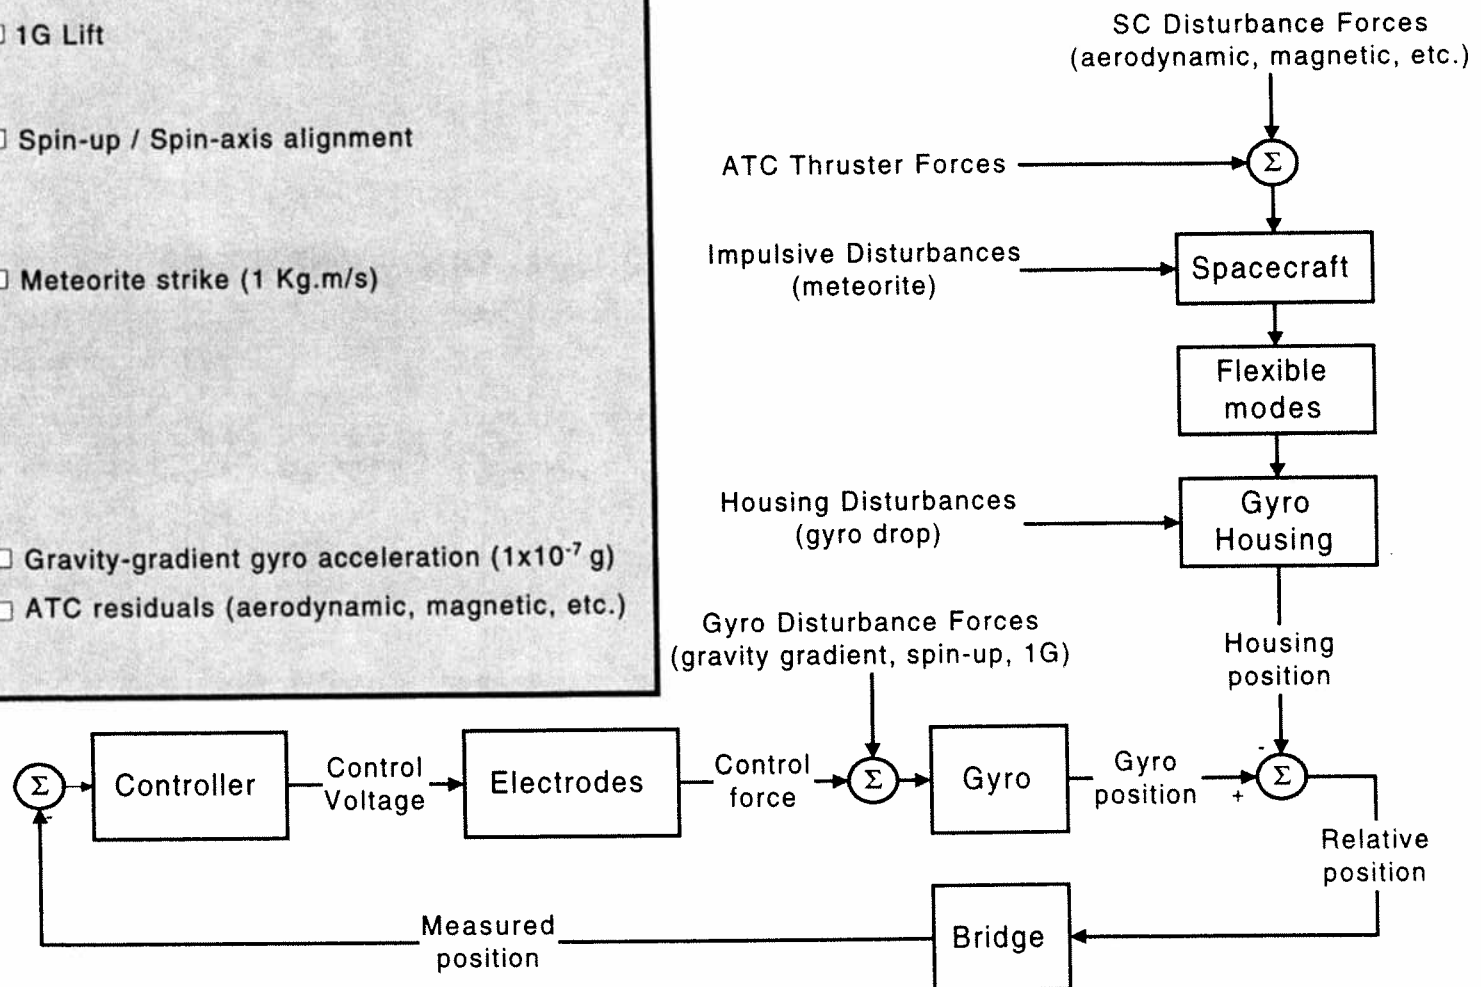 1G Lift
Spin-up / Spin-axis alignment
Meteorite strike (1 Kg.m/s)
Gravity-gradient gyro acceleration (1x10⁻⁷ g)
ATC residuals (aerodynamic, magnetic, etc.)
SC Disturbance Forces
(aerodynamic, magnetic, etc.)
ATC Thruster Forces
Σ
Impulsive Disturbances
(meteorite)
Spacecraft
Flexible
modes
Housing Disturbances
(gyro drop)
Gyro
Housing
Gyro Disturbance Forces
(gravity gradient, spin-up, 1G)
Housing
position
Σ
-
Controller
Control
Voltage
Electrodes
Control
force
Σ
Gyro
Gyro
position
-
+
Σ
Relative
position
Bridge
Measured
position